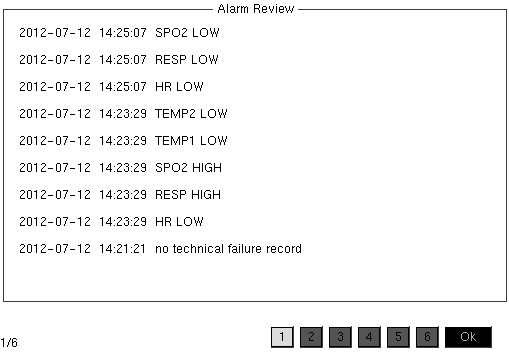 Alarm Review
2012-07-12 14:25:07 SPO2 LOW
2012-07-12 14:25:07 RESP LOW
2012-07-12 14:25:07 HR LOW
2012-07-12 14:23:29 TEMP2 LOW
2012-07-12 14:23:29 TEMP1 LOW
2012-07-12 14:23:29 SPO2 HIGH
2012-07-12 14:23:29 RESP HIGH
2012-07-12 14:23:29 HR LOW
2012-07-12 14:21:21 no technical failure record
1/6 1 2 3 4 5 6 Ok